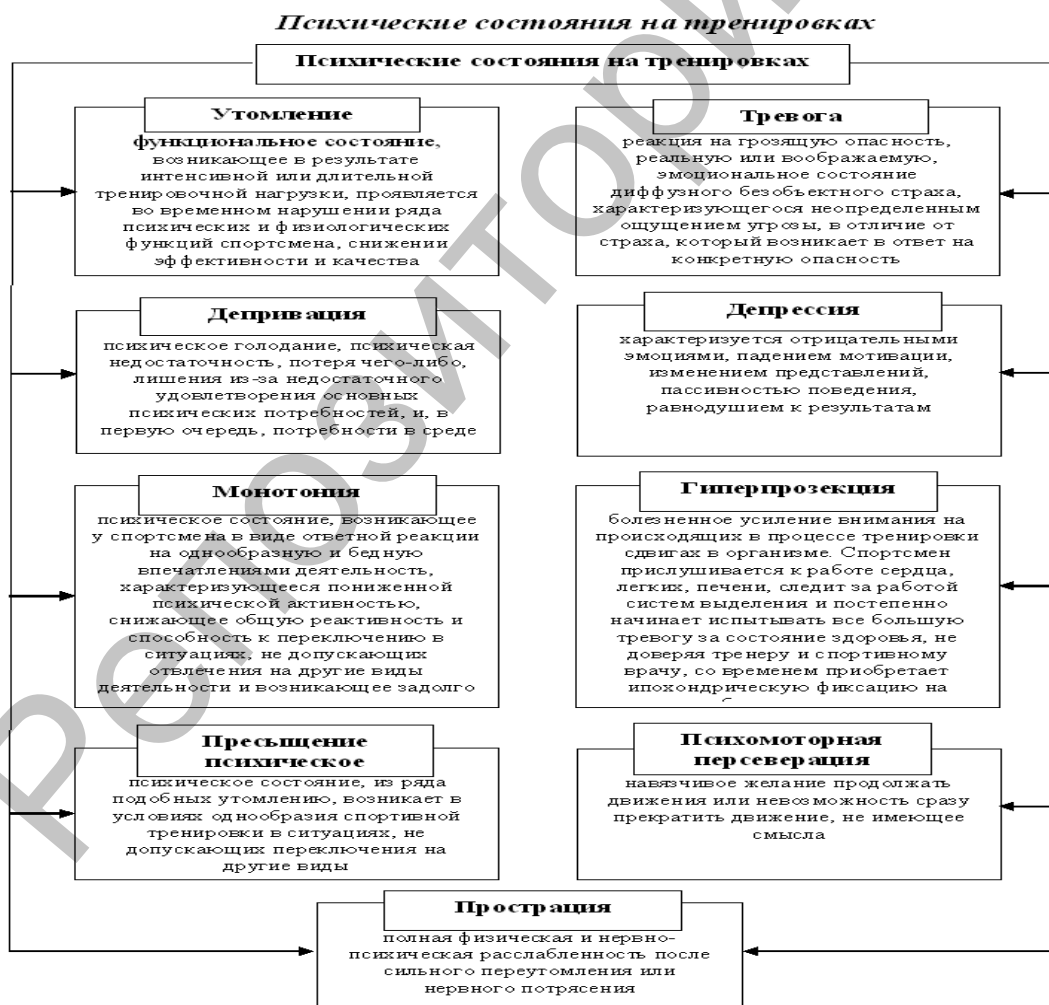 Психические состояния на тренировках
Психические состояния на тренировках
Утомление
функциональное состояние,
возникающее в результате
интенсивной или длительной
тренировочной нагрузки, проявляется
во временном нарушении ряда
психических и физиологических
функций спортсмена, снижении
эффективности и качества
Тревога
реакция на грозящую опасность,
реальную или воображаемую,
эмоциональное состояние
диффузного безобъектного страха,
характеризующегося неопределенным
ощущением угрозы, в отличие от
страха, который возникает в ответ на
конкретную опасность
Депривация
психическое голодание, психическая
недостаточность, потеря чего-либо,
лишения из-за недостаточного
удовлетворения основных
психических потребностей, и, в
первую очередь, потребности в среде
Депрессия
характеризуется отрицательными
эмоциями, падением мотивации,
изменением представлений,
пассивностью поведения,
равнодушием к результатам
Монотония
психическое состояние, возникающее
у спортсмена в виде ответной реакции
на однообразную и бедную
впечатлениями деятельность,
характеризующееся пониженной
психической активностью,
снижающее общую реактивность и
способность к переключению в
ситуациях, не допускающих
отвлечения на другие виды
деятельности и возникающее задолго
Гиперпрозекция
болезненное усиление внимания на
происходящих в процессе тренировки
сдвигах в организме. Спортсмен
прислушивается к работе сердца,
легких, печени, следит за работой
систем выделения и постепенно
начинает испытывать все большую
тревогу за состояние здоровья, не
доверяя тренеру и спортивному
врачу, со временем приобретает
ипохондрическую фиксацию на
Пресыщение
психическое
психическое состояние, из ряда
подобных утомлению, возникает в
условиях однообразия спортивной
тренировки в ситуациях, не
допускающих переключения на
другие виды
Психомоторная
персеверация
навязчивое желание продолжать
движения или невозможность сразу
прекратить движение, не имеющее
смысла
Прострация
полная физическая и нервно-
психическая расслабленность после
сильного переутомления или
нервного потрясения